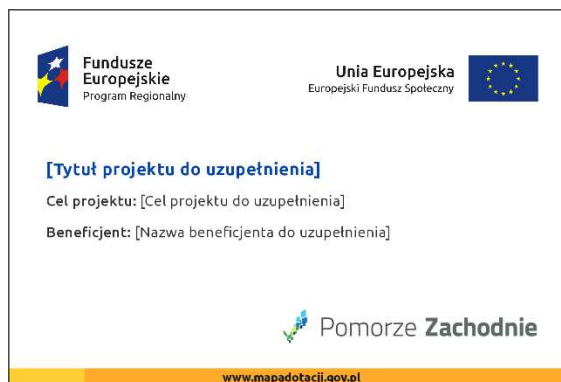 Fundusze
Europejskie
Program Regionalny
Unia Europejska
Europejski Fundusz Społeczny
[Tytuł projektu do uzupełnienia]
Cel projektu: [Cel projektu do uzupełnienia]
Beneficjent: [Nazwa beneficjenta do uzupełnienia]
Pomorze Zachodnie
www.mapadotacji.gov.pl